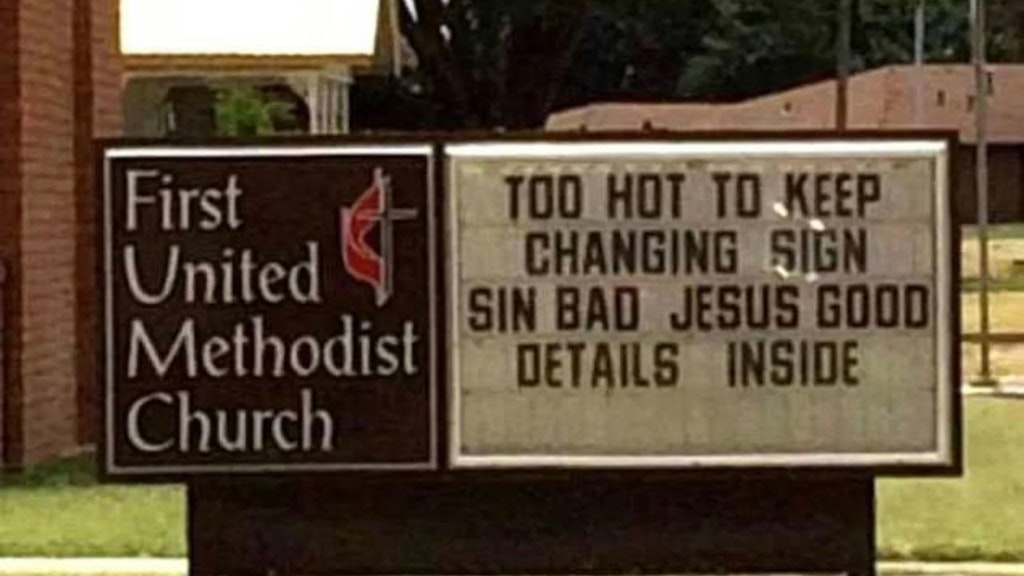 First
United
Methodist
Church
TOO HOT TO KEEP
CHANGING SIGN
SIN BAD JESUS GOOD
DETAILS INSIDE